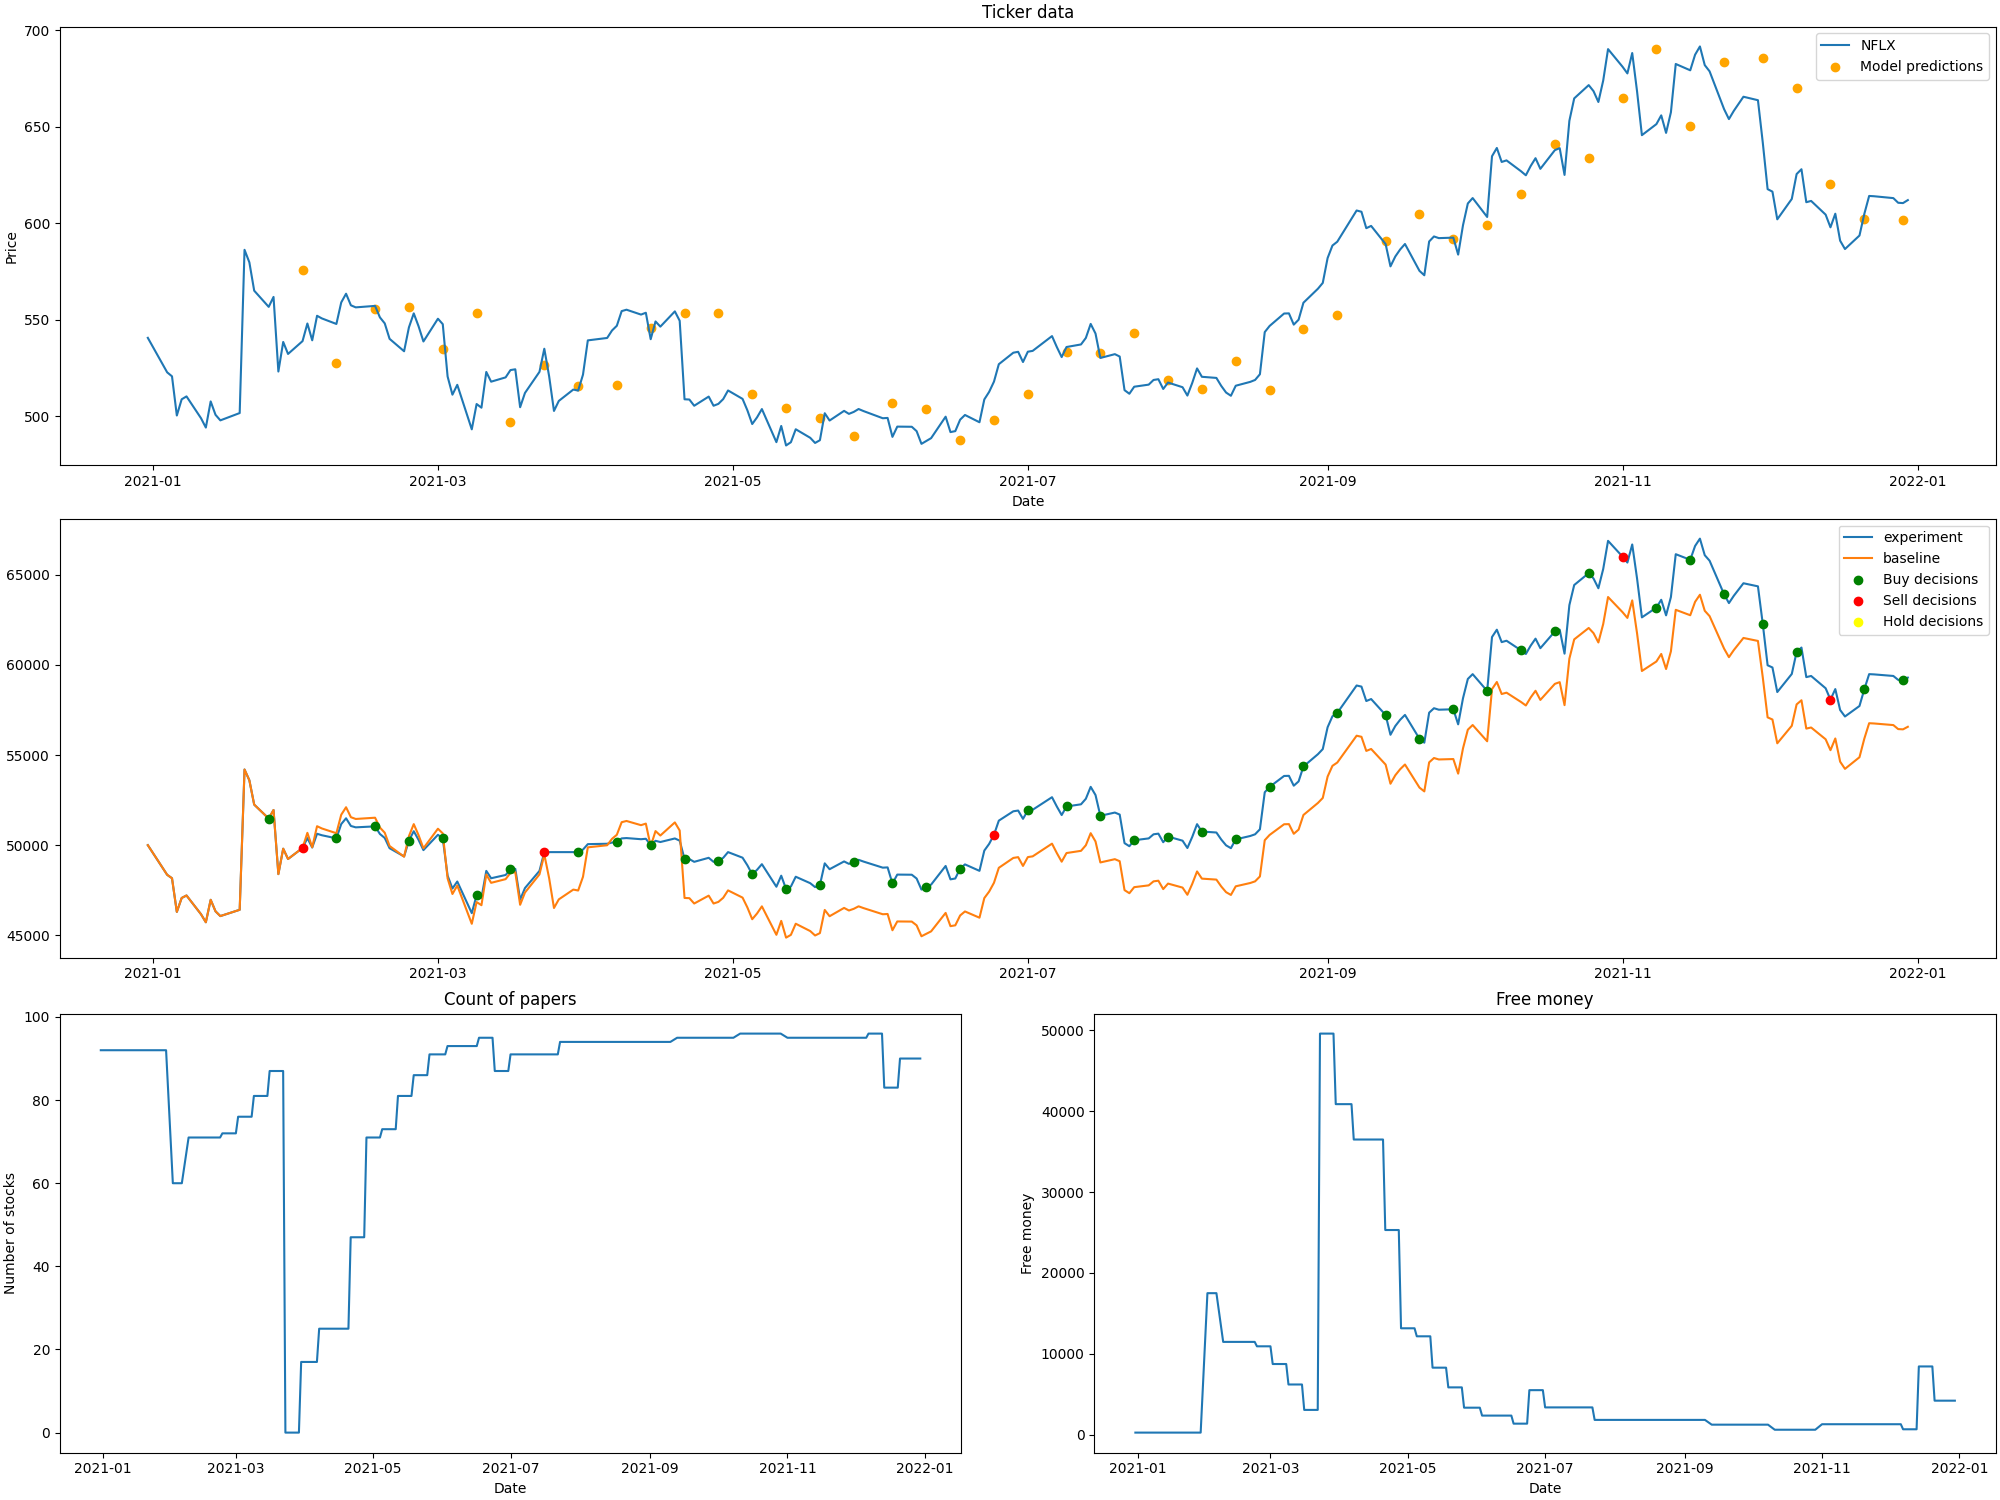 Ticker data
700
650
600
550
500
Price
NFLX
Model predictions
2021-01 2021-03 2021-05 2021-07 2021-09 2021-11 2022-01
Date
65000
60000
55000
50000
45000
experiment
baseline
Buy decisions
Sell decisions
Hold decisions
2021-01 2021-03 2021-05 2021-07 2021-09 2021-11 2022-01
Count of papers
100
80
60
40
20
0
Number of stocks
2021-01 2021-03 2021-05 2021-07 2021-09 2021-11 2022-01
Date
Free money
50000
40000
30000
20000
10000
0
Free money
2021-01 2021-03 2021-05 2021-07 2021-09 2021-11 2022-01
Date